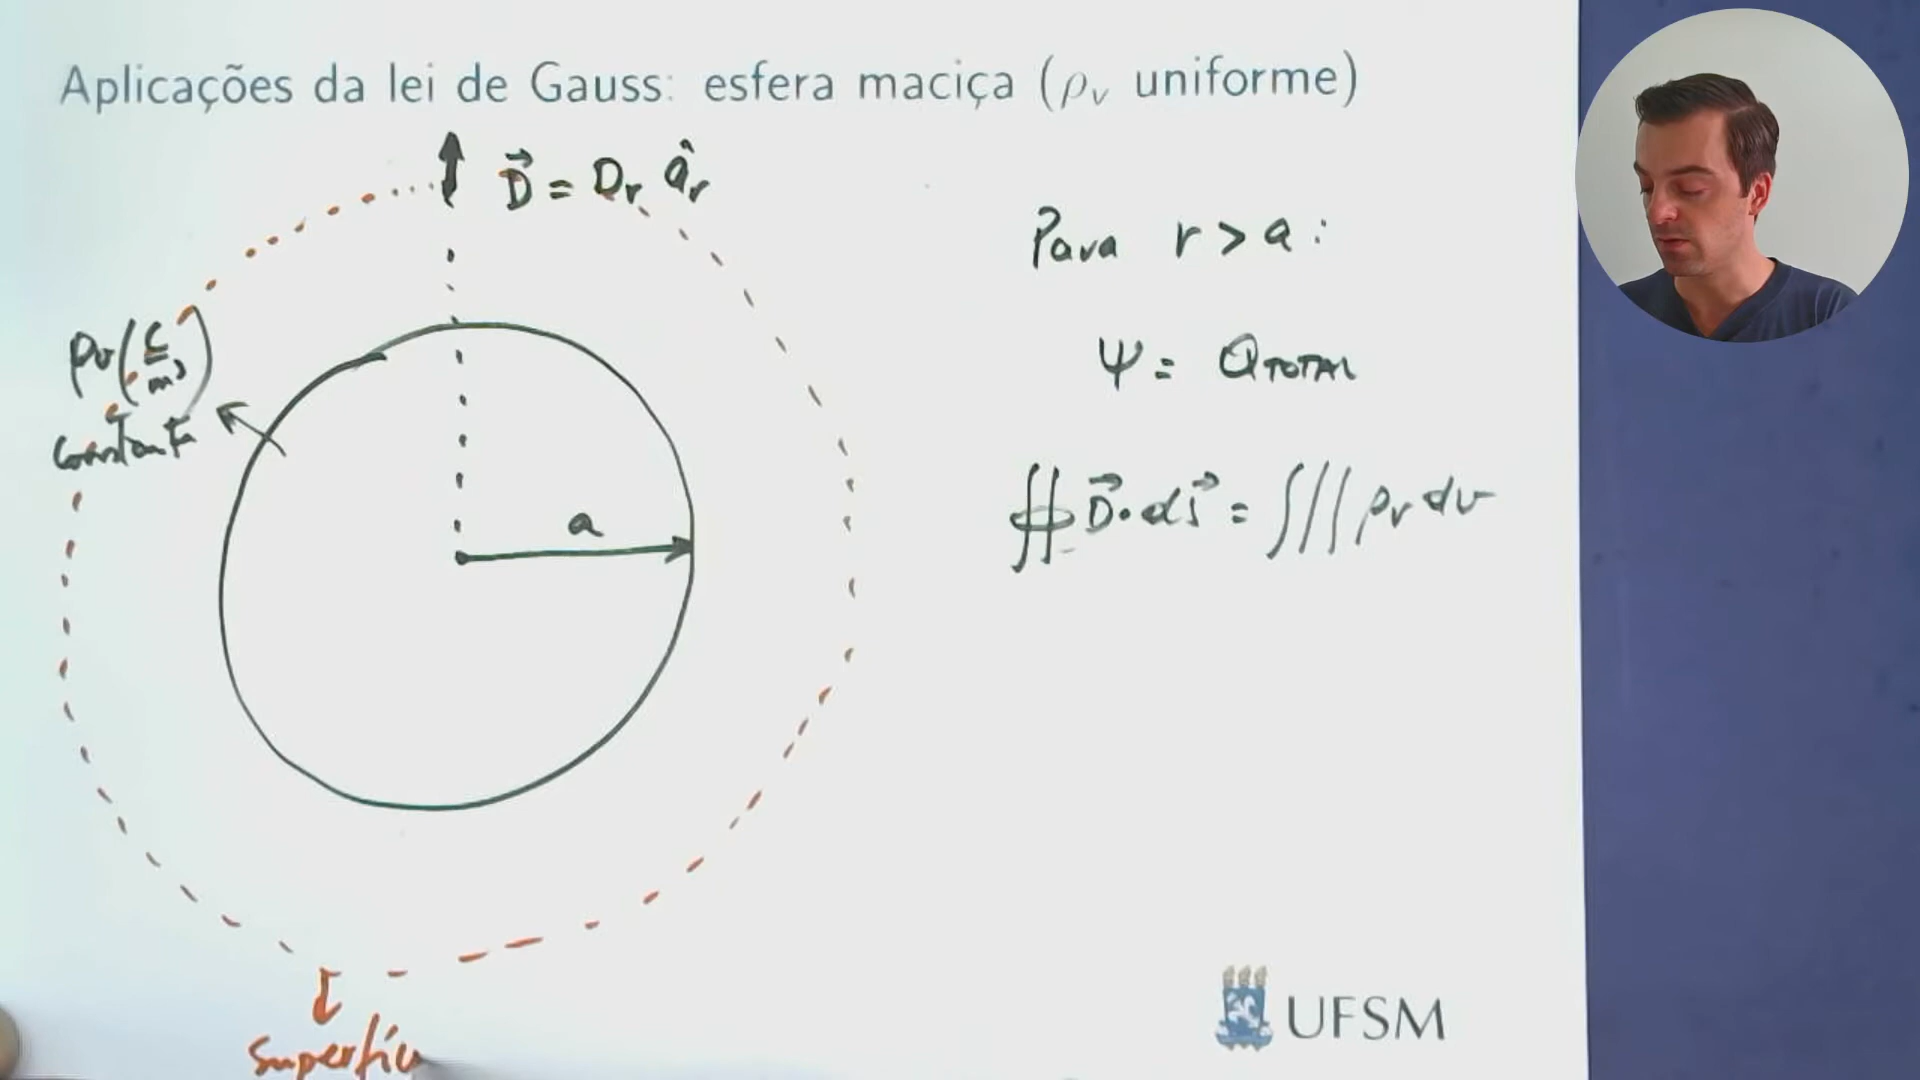 Aplicações da lei de Gauss: esfera maciça (ρᵥ uniforme)
D⃗ = Dr âr
Para r > a :
ρv (C/m³)
constante
Ψ = QTOTAL
a
∯ D⃗ · dS⃗ = ∫∫∫ ρv dv
Superfíci
UFSM